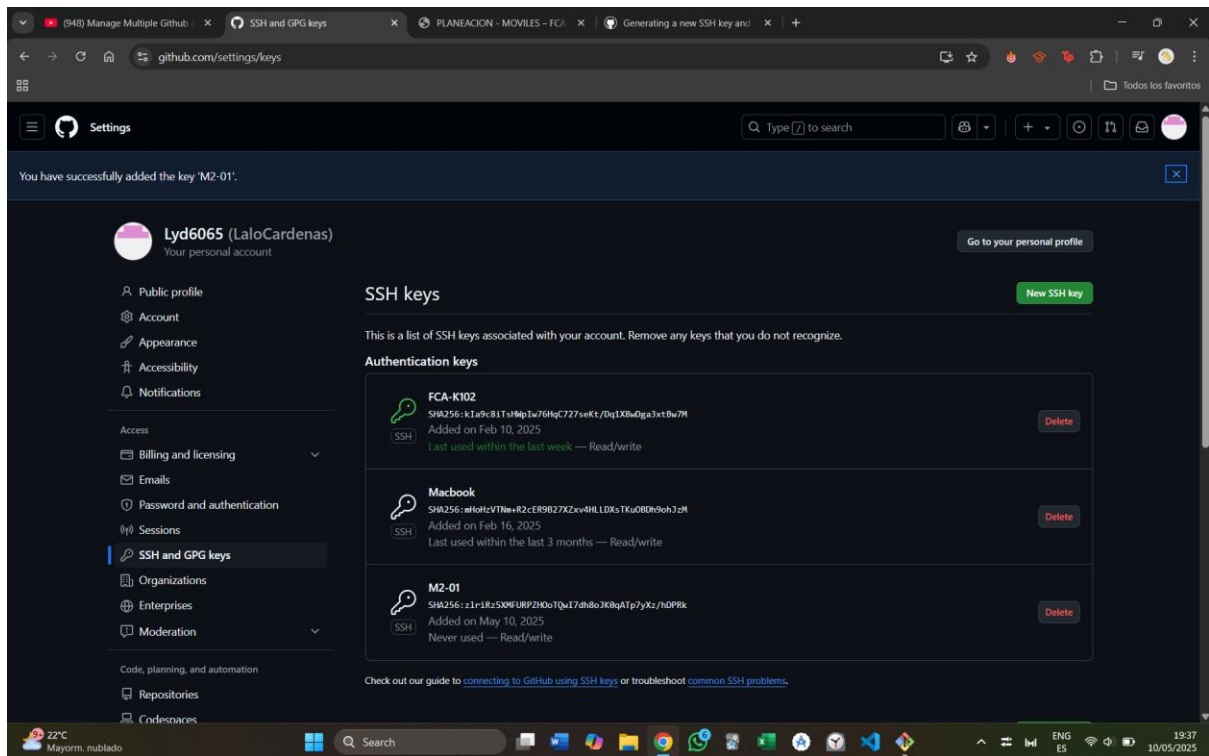 (948) Manage Multiple Github
SSH and GPG keys
PLANEACION - MOVILES – FCA
Generating a new SSH key and
github.com/settings/keys
Todos los favoritos
Settings
Type / to search
You have successfully added the key 'M2-01'.
Lyd6065 (LaloCardenas)
Your personal account
Go to your personal profile
Public profile
Account
Appearance
Accessibility
Notifications
Access
Billing and licensing
Emails
Password and authentication
Sessions
SSH and GPG keys
Organizations
Enterprises
Moderation
Code, planning, and automation
Repositories
Codespaces
SSH keys
New SSH key
This is a list of SSH keys associated with your account. Remove any keys that you do not recognize.
Authentication keys
FCA-K102
SHA256:kIa9c8iTsHWpIw76HqC727seKt/Dq1X8wDga3xtBw7M
SSH
Added on Feb 10, 2025
Last used within the last week — Read/write
Delete
Macbook
SHA256:mHoHzVTNm+R2cER9B27XZxv4HLLDXsTKuOBDh9ohJzM
SSH
Added on Feb 16, 2025
Last used within the last 3 months — Read/write
Delete
M2-01
SHA256:zlriRz5XMFURPZHOoTQwI7dh8oJK0qATp7yXz/hDPRk
SSH
Added on May 10, 2025
Never used — Read/write
Delete
Check out our guide to connecting to GitHub using SSH keys or troubleshoot common SSH problems.
22°C
Mayorm. nublado
Search
ENG
ES
19:37
10/05/2025